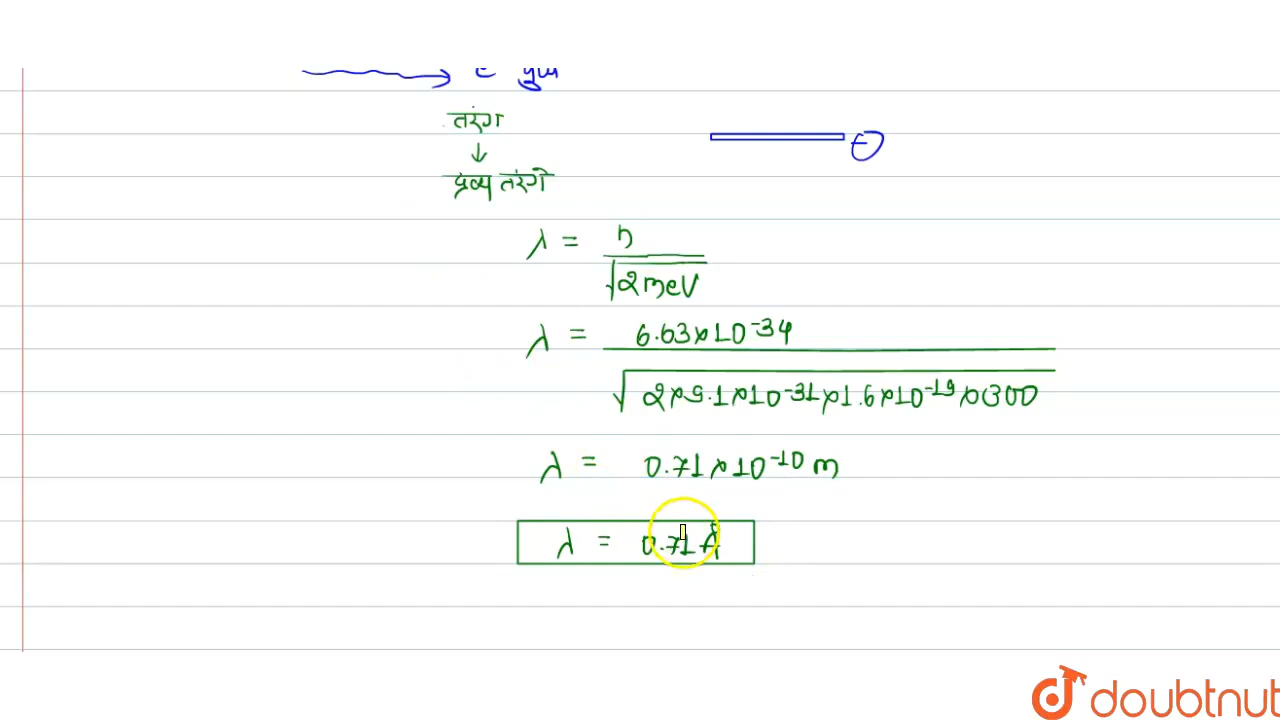 e⁻ पुंज
तरंग
↓
द्रव्य तरंगे
λ = h / √2meV
λ = 6.63×10⁻³⁴ / √2×9.1×10⁻³¹×1.6×10⁻¹⁹×300
λ = 0.71×10⁻¹⁰ m
λ = 0.71 Å
doubtnut